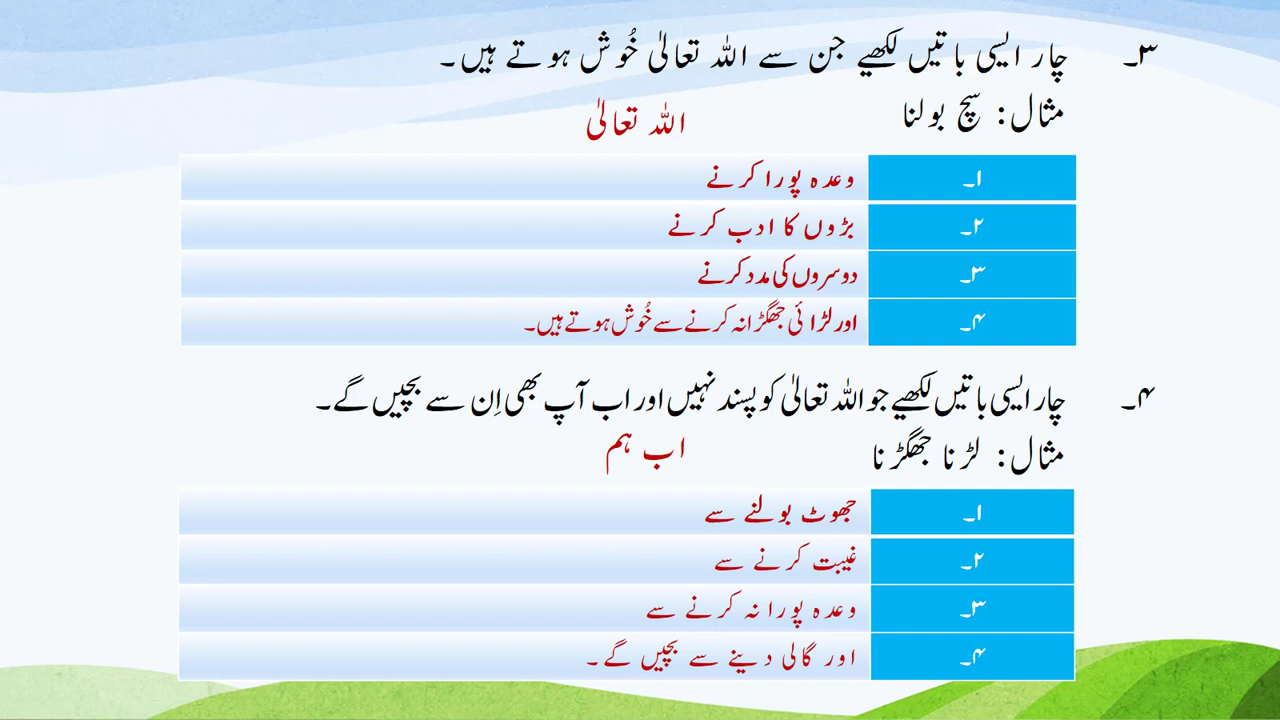 ۳۔ چار ایسی باتیں لکھیے جن سے اللہ تعالیٰ خُوش ہوتے ہیں۔
مثال: سچ بولنا اللہ تعالیٰ
۱۔ وعدہ پورا کرنے
۲۔ بڑوں کا ادب کرنے
۳۔ دوسروں کی مدد کرنے
۴۔ اور لڑائی جھگڑا نہ کرنے سے خُوش ہوتے ہیں۔
۴۔ چار ایسی باتیں لکھیے جو اللہ تعالیٰ کو پسند نہیں اور اب آپ بھی اِن سے بچیں گے۔
مثال: لڑنا جھگڑنا اب ہم
۱۔ جھوٹ بولنے سے
۲۔ غیبت کرنے سے
۳۔ وعدہ پورا نہ کرنے سے
۴۔ اور گالی دینے سے بچیں گے۔